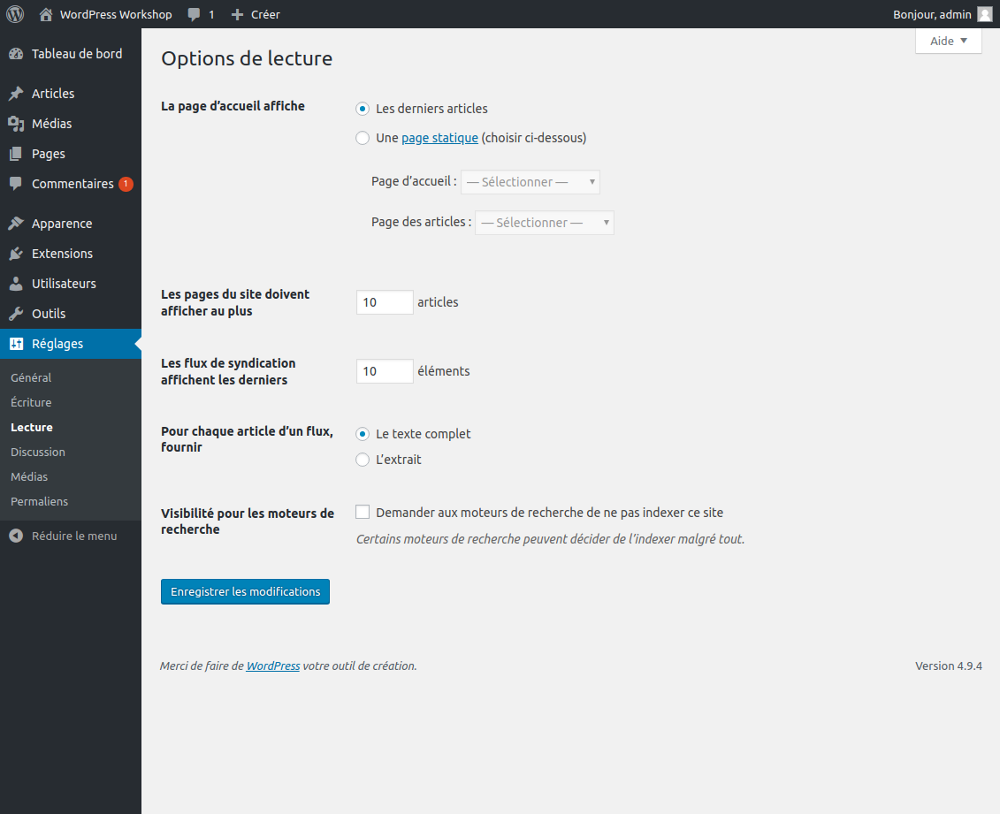 WordPress Workshop 1 Créer Bonjour, admin
Aide
Tableau de bord
Articles
Médias
Pages
Commentaires 1
Apparence
Extensions
Utilisateurs
Outils
Réglages
Général
Écriture
Lecture
Discussion
Médias
Permaliens
Réduire le menu
Options de lecture
La page d’accueil affiche
Les derniers articles
Une page statique (choisir ci-dessous)
Page d’accueil : — Sélectionner —
Page des articles : — Sélectionner —
Les pages du site doivent
afficher au plus
10 articles
Les flux de syndication
affichent les derniers
10 éléments
Pour chaque article d’un flux,
fournir
Le texte complet
L’extrait
Visibilité pour les moteurs de
recherche
Demander aux moteurs de recherche de ne pas indexer ce site
Certains moteurs de recherche peuvent décider de l’indexer malgré tout.
Enregistrer les modifications
Merci de faire de WordPress votre outil de création.
Version 4.9.4